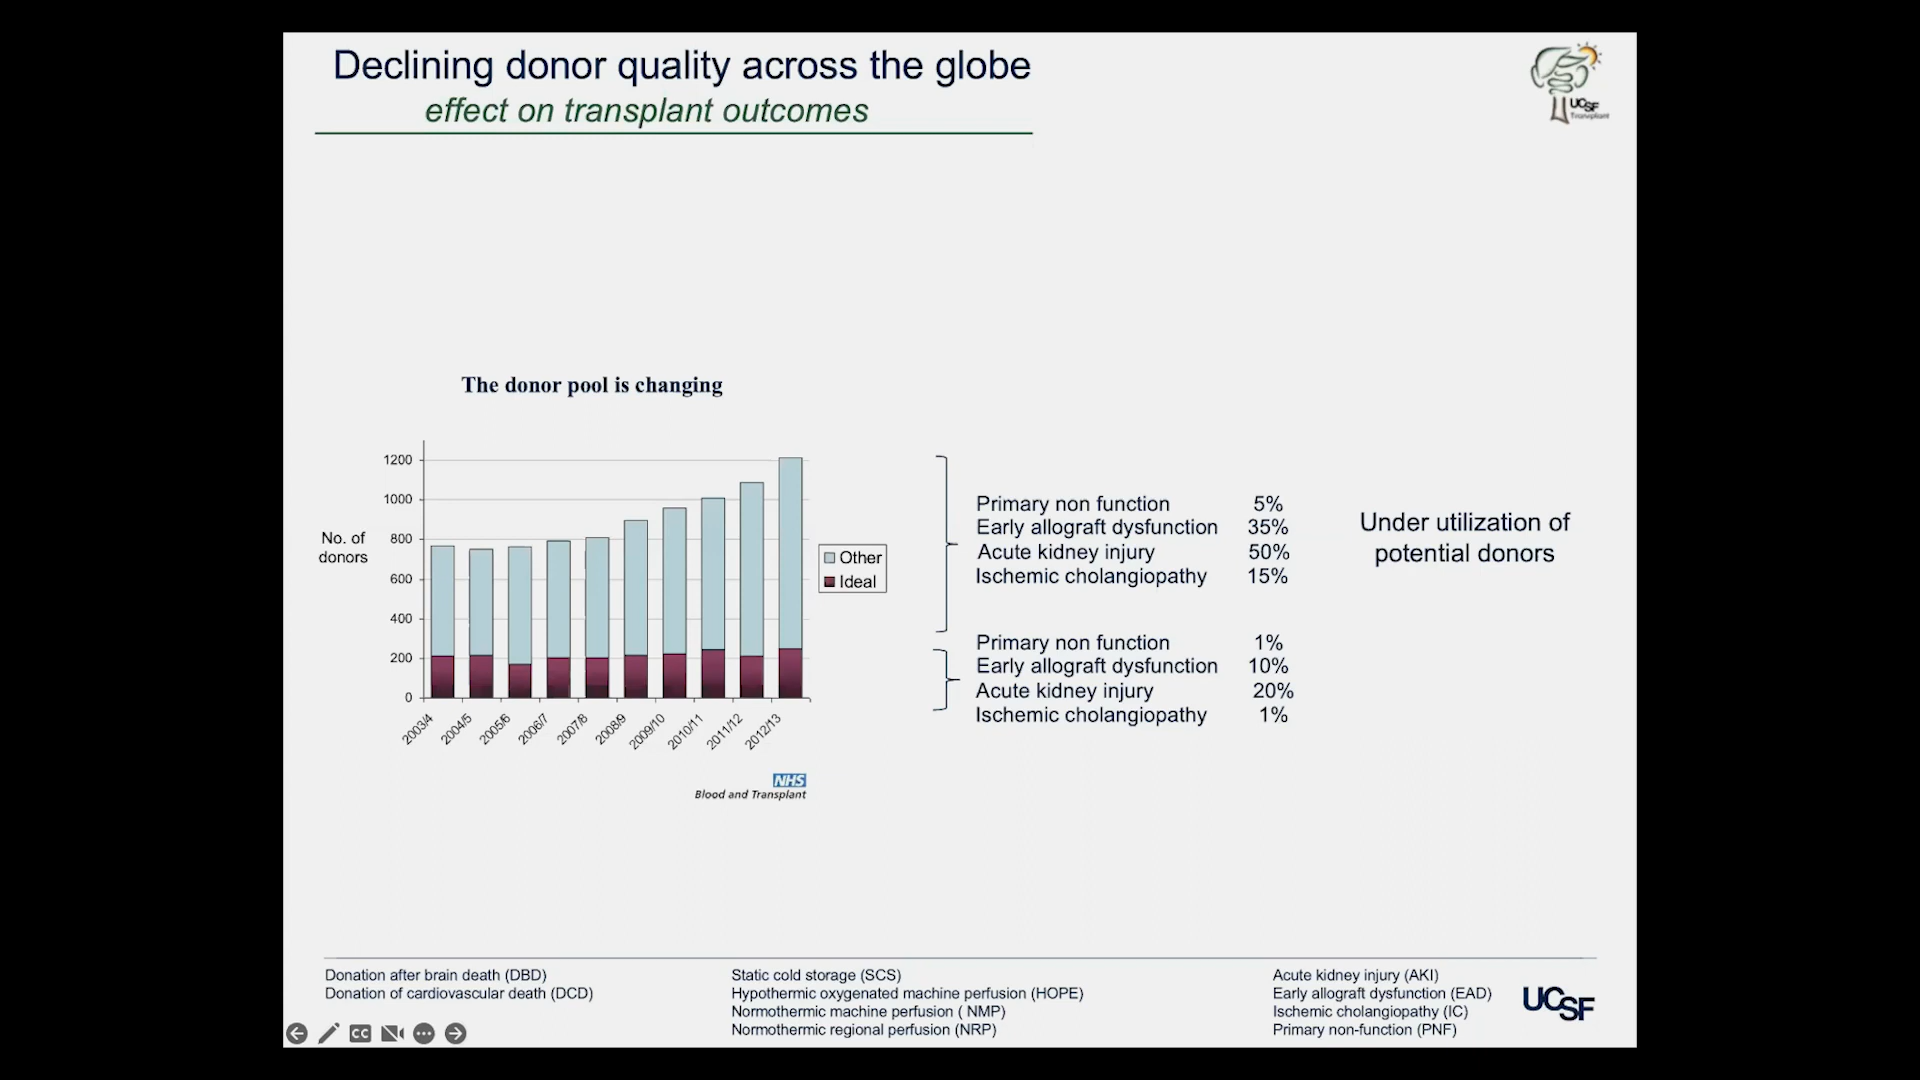 Declining donor quality across the globe
effect on transplant outcomes
UCSF
Transplant
The donor pool is changing
No. of
donors
1200
1000
800
600
400
200
0
2003/4
2004/5
2005/6
2006/7
2007/8
2008/9
2009/10
2010/11
2011/12
2012/13
Other
Ideal
NHS
Blood and Transplant
Primary non function 5%
Early allograft dysfunction 35%
Acute kidney injury 50%
Ischemic cholangiopathy 15%
Primary non function 1%
Early allograft dysfunction 10%
Acute kidney injury 20%
Ischemic cholangiopathy 1%
Under utilization of
potential donors
Donation after brain death (DBD)
Donation of cardiovascular death (DCD)
Static cold storage (SCS)
Hypothermic oxygenated machine perfusion (HOPE)
Normothermic machine perfusion ( NMP)
Normothermic regional perfusion (NRP)
Acute kidney injury (AKI)
Early allograft dysfunction (EAD)
Ischemic cholangiopathy (IC)
Primary non-function (PNF)
UCSF
CC